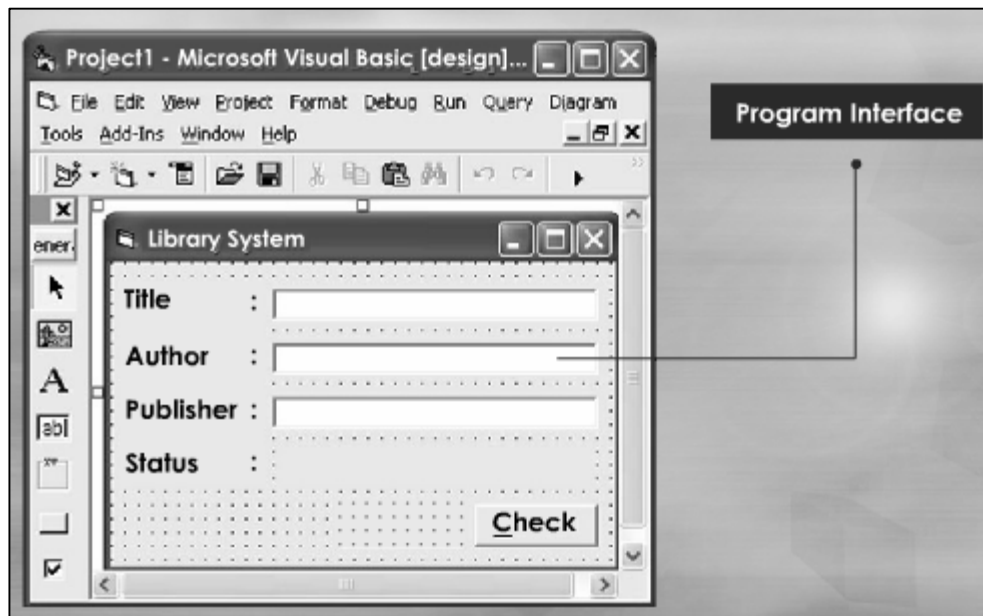 Project1 - Microsoft Visual Basic [design]...
File Edit View Project Format Debug Run Query Diagram
Tools Add-Ins Window Help
Program Interface
ener.
Library System
Title :
Author :
Publisher :
Status :
Check
A
abl